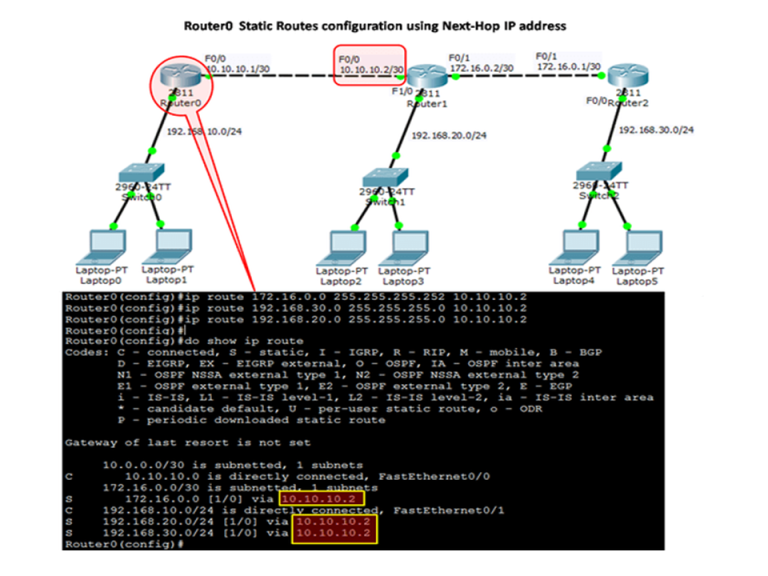 Router0 Static Routes configuration using Next-Hop IP address
F0/0
10.10.10.1/30
F0/0
10.10.10.2/30
F0/1
172.16.0.2/30
F0/1
172.16.0.1/30
2811
Router0
F1/0
2811
Router1
F0/0
2811
Router2
192.168.10.0/24
192.168.20.0/24
192.168.30.0/24
2960-24TT
Switch0
2960-24TT
Switch1
2960-24TT
Switch2
Laptop-PT
Laptop0
Laptop-PT
Laptop1
Laptop-PT
Laptop2
Laptop-PT
Laptop3
Laptop-PT
Laptop4
Laptop-PT
Laptop5
Router0(config)#ip route 172.16.0.0 255.255.255.252 10.10.10.2
Router0(config)#ip route 192.168.30.0 255.255.255.0 10.10.10.2
Router0(config)#ip route 192.168.20.0 255.255.255.0 10.10.10.2
Router0(config)#
Router0(config)#do show ip route
Codes: C - connected, S - static, I - IGRP, R - RIP, M - mobile, B - BGP
D - EIGRP, EX - EIGRP external, O - OSPF, IA - OSPF inter area
N1 - OSPF NSSA external type 1, N2 - OSPF NSSA external type 2
E1 - OSPF external type 1, E2 - OSPF external type 2, E - EGP
i - IS-IS, L1 - IS-IS level-1, L2 - IS-IS level-2, ia - IS-IS inter area
* - candidate default, U - per-user static route, o - ODR
P - periodic downloaded static route
Gateway of last resort is not set
10.0.0.0/30 is subnetted, 1 subnets
C 10.10.10.0 is directly connected, FastEthernet0/0
172.16.0.0/30 is subnetted, 1 subnets
S 172.16.0.0 [1/0] via 10.10.10.2
C 192.168.10.0/24 is directly connected, FastEthernet0/1
S 192.168.20.0/24 [1/0] via 10.10.10.2
S 192.168.30.0/24 [1/0] via 10.10.10.2
Router0(config)#